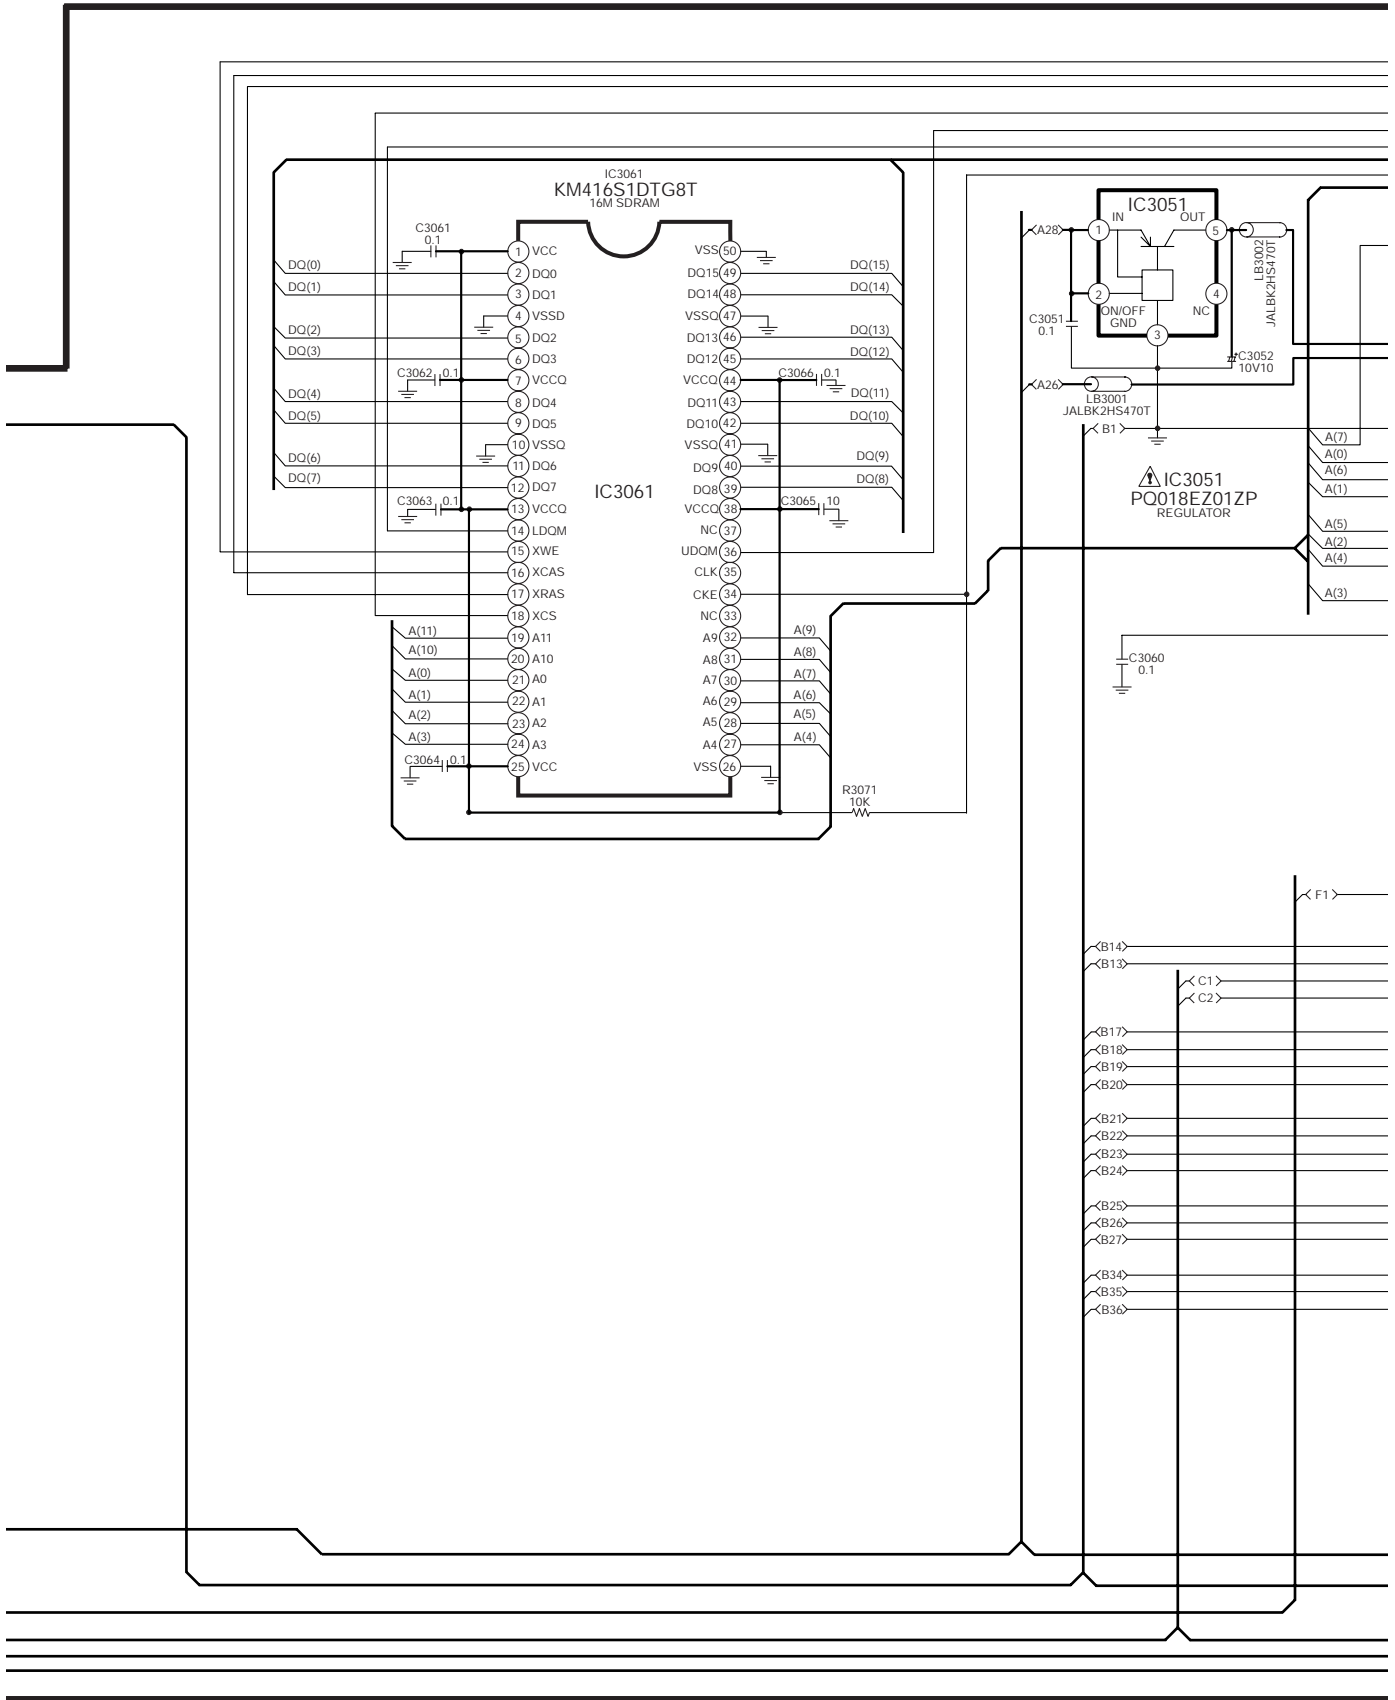 IC3061
KM416S1DTG8T
16M SDRAM
C3061
0.1
1 VCC
2 DQ0
3 DQ1
4 VSSD
5 DQ2
6 DQ3
7 VCCQ
8 DQ4
9 DQ5
10 VSSQ
11 DQ6
12 DQ7
13 VCCQ
14 LDQM
15 XWE
16 XCAS
17 XRAS
18 XCS
19 A11
20 A10
21 A0
22 A1
23 A2
24 A3
25 VCC
IC3061
VSS 50
DQ15 49
DQ14 48
VSSQ 47
DQ13 46
DQ12 45
VCCQ 44
DQ11 43
DQ10 42
VSSQ 41
DQ9 40
DQ8 39
VCCQ 38
NC 37
UDQM 36
CLK 35
CKE 34
NC 33
A9 32
A8 31
A7 30
A6 29
A5 28
A4 27
VSS 26
DQ(0)
DQ(1)
DQ(2)
DQ(3)
C3062 0.1
DQ(4)
DQ(5)
DQ(6)
DQ(7)
C3063 0.1
A(11)
A(10)
A(0)
A(1)
A(2)
A(3)
C3064 0.1
DQ(15)
DQ(14)
DQ(13)
DQ(12)
C3066 0.1
DQ(11)
DQ(10)
DQ(9)
DQ(8)
C3065 10
A(9)
A(8)
A(7)
A(6)
A(5)
A(4)
R3071
10K
IC3051
IN OUT
1 5
2 4
ON/OFF NC
GND
3
A28
C3051
0.1
LB3002
JALBK2HS470T
C3052
10V10
A26
LB3001
JALBK2HS470T
B1
IC3051
PQ018EZ01ZP
REGULATOR
A(7)
A(0)
A(6)
A(1)
A(5)
A(2)
A(4)
A(3)
C3060
0.1
F1
B14
B13
C1
C2
B17
B18
B19
B20
B21
B22
B23
B24
B25
B26
B27
B34
B35
B36